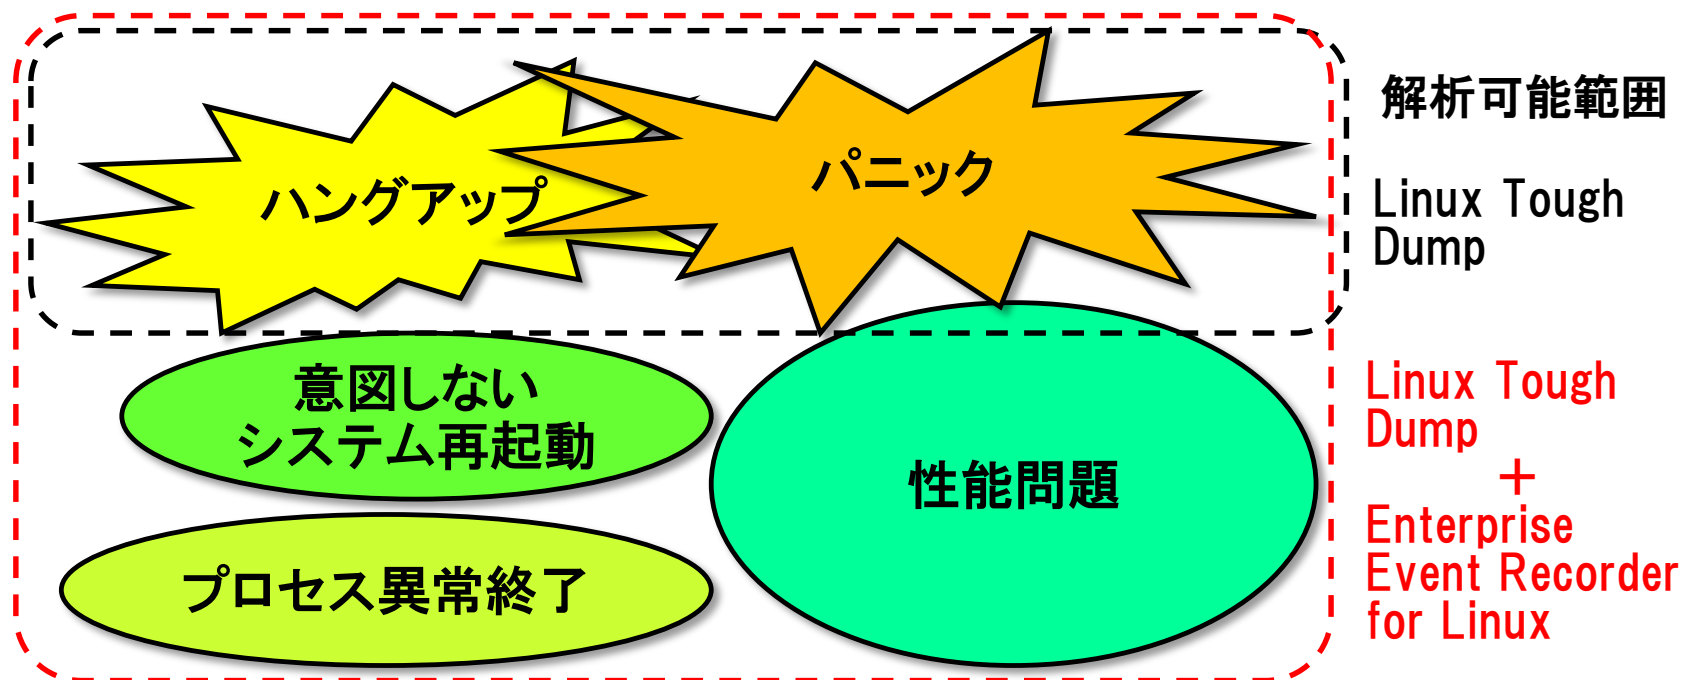 解析可能範囲
ハングアップ
パニック
Linux Tough
Dump
意図しない
システム再起動
性能問題
プロセス異常終了
Linux Tough
Dump
＋
Enterprise
Event Recorder
for Linux